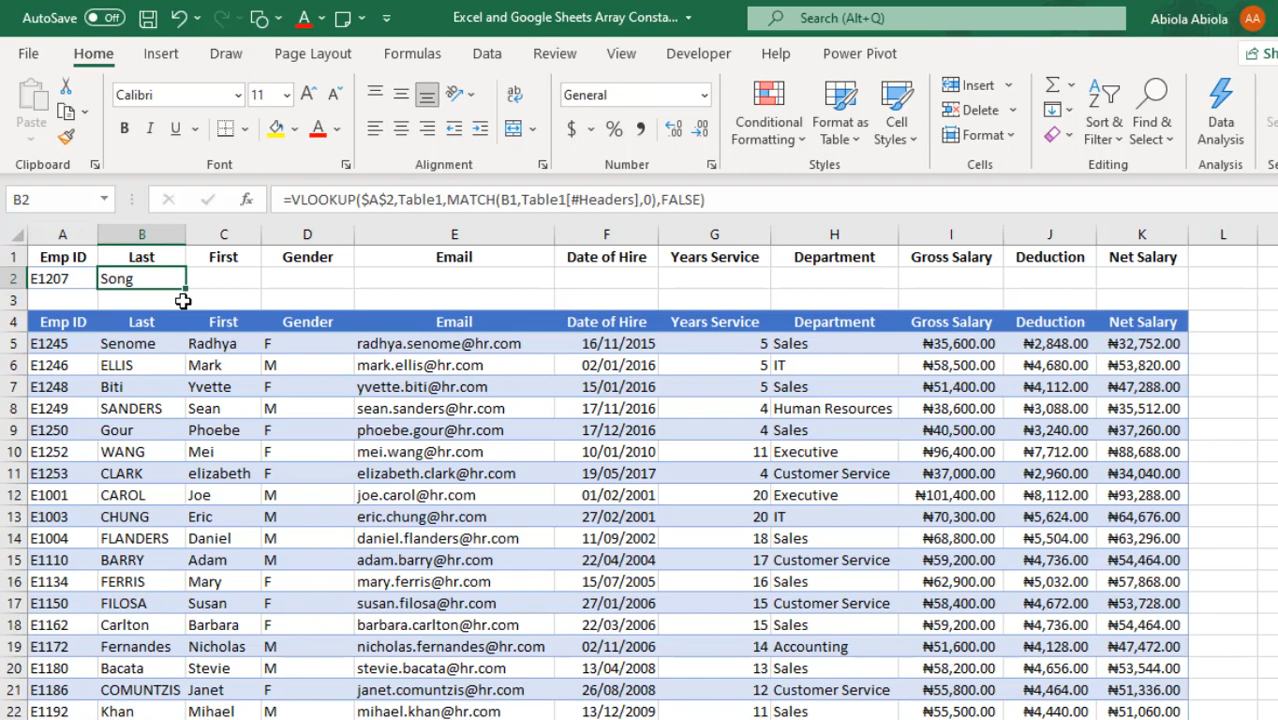 AutoSave Off Excel and Google Sheets Array Consta... Search (Alt+Q) Abiola Abiola AA
File Home Insert Draw Page Layout Formulas Data Review View Developer Help Power Pivot
Calibri 11 General Insert
Paste Delete
B I U $ % Conditional Formatting Format as Table Cell Styles Format Sort & Filter Find & Select Data Analysis
Clipboard Font Alignment Number Styles Cells Editing Analysis
B2 fx =VLOOKUP($A$2,Table1,MATCH(B1,Table1[#Headers],0),FALSE)
A B C D E F G H I J K L
1 Emp ID Last First Gender Email Date of Hire Years Service Department Gross Salary Deduction Net Salary
2 E1207 Song
3
4 Emp ID Last First Gender Email Date of Hire Years Service Department Gross Salary Deduction Net Salary
5 E1245 Senome Radhya F radhya.senome@hr.com 16/11/2015 5 Sales ₦35,600.00 ₦2,848.00 ₦32,752.00
6 E1246 ELLIS Mark M mark.ellis@hr.com 02/01/2016 5 IT ₦58,500.00 ₦4,680.00 ₦53,820.00
7 E1248 Biti Yvette F yvette.biti@hr.com 15/01/2016 5 Sales ₦51,400.00 ₦4,112.00 ₦47,288.00
8 E1249 SANDERS Sean M sean.sanders@hr.com 17/11/2016 4 Human Resources ₦38,600.00 ₦3,088.00 ₦35,512.00
9 E1250 Gour Phoebe F phoebe.gour@hr.com 17/12/2016 4 Sales ₦40,500.00 ₦3,240.00 ₦37,260.00
10 E1252 WANG Mei F mei.wang@hr.com 10/01/2010 11 Executive ₦96,400.00 ₦7,712.00 ₦88,688.00
11 E1253 CLARK elizabeth F elizabeth.clark@hr.com 19/05/2017 4 Customer Service ₦37,000.00 ₦2,960.00 ₦34,040.00
12 E1001 CAROL Joe M joe.carol@hr.com 01/02/2001 20 Executive ₦101,400.00 ₦8,112.00 ₦93,288.00
13 E1003 CHUNG Eric M eric.chung@hr.com 27/02/2001 20 IT ₦70,300.00 ₦5,624.00 ₦64,676.00
14 E1004 FLANDERS Daniel M daniel.flanders@hr.com 11/09/2002 18 Sales ₦68,800.00 ₦5,504.00 ₦63,296.00
15 E1110 BARRY Adam M adam.barry@hr.com 22/04/2004 17 Customer Service ₦59,200.00 ₦4,736.00 ₦54,464.00
16 E1134 FERRIS Mary F mary.ferris@hr.com 15/07/2005 16 Sales ₦62,900.00 ₦5,032.00 ₦57,868.00
17 E1150 FILOSA Susan F susan.filosa@hr.com 27/01/2006 15 Customer Service ₦58,400.00 ₦4,672.00 ₦53,728.00
18 E1162 Carlton Barbara F barbara.carlton@hr.com 22/03/2006 15 Sales ₦59,200.00 ₦4,736.00 ₦54,464.00
19 E1172 Fernandes Nicholas M nicholas.fernandes@hr.com 02/11/2006 14 Accounting ₦51,600.00 ₦4,128.00 ₦47,472.00
20 E1180 Bacata Stevie M stevie.bacata@hr.com 13/04/2008 13 Sales ₦58,200.00 ₦4,656.00 ₦53,544.00
21 E1186 COMUNTZIS Janet F janet.comuntzis@hr.com 26/08/2008 12 Customer Service ₦55,800.00 ₦4,464.00 ₦51,336.00
22 E1192 Khan Mihael M mihael.khan@hr.com 13/12/2009 11 Sales ₦55,500.00 ₦4,440.00 ₦51,060.00